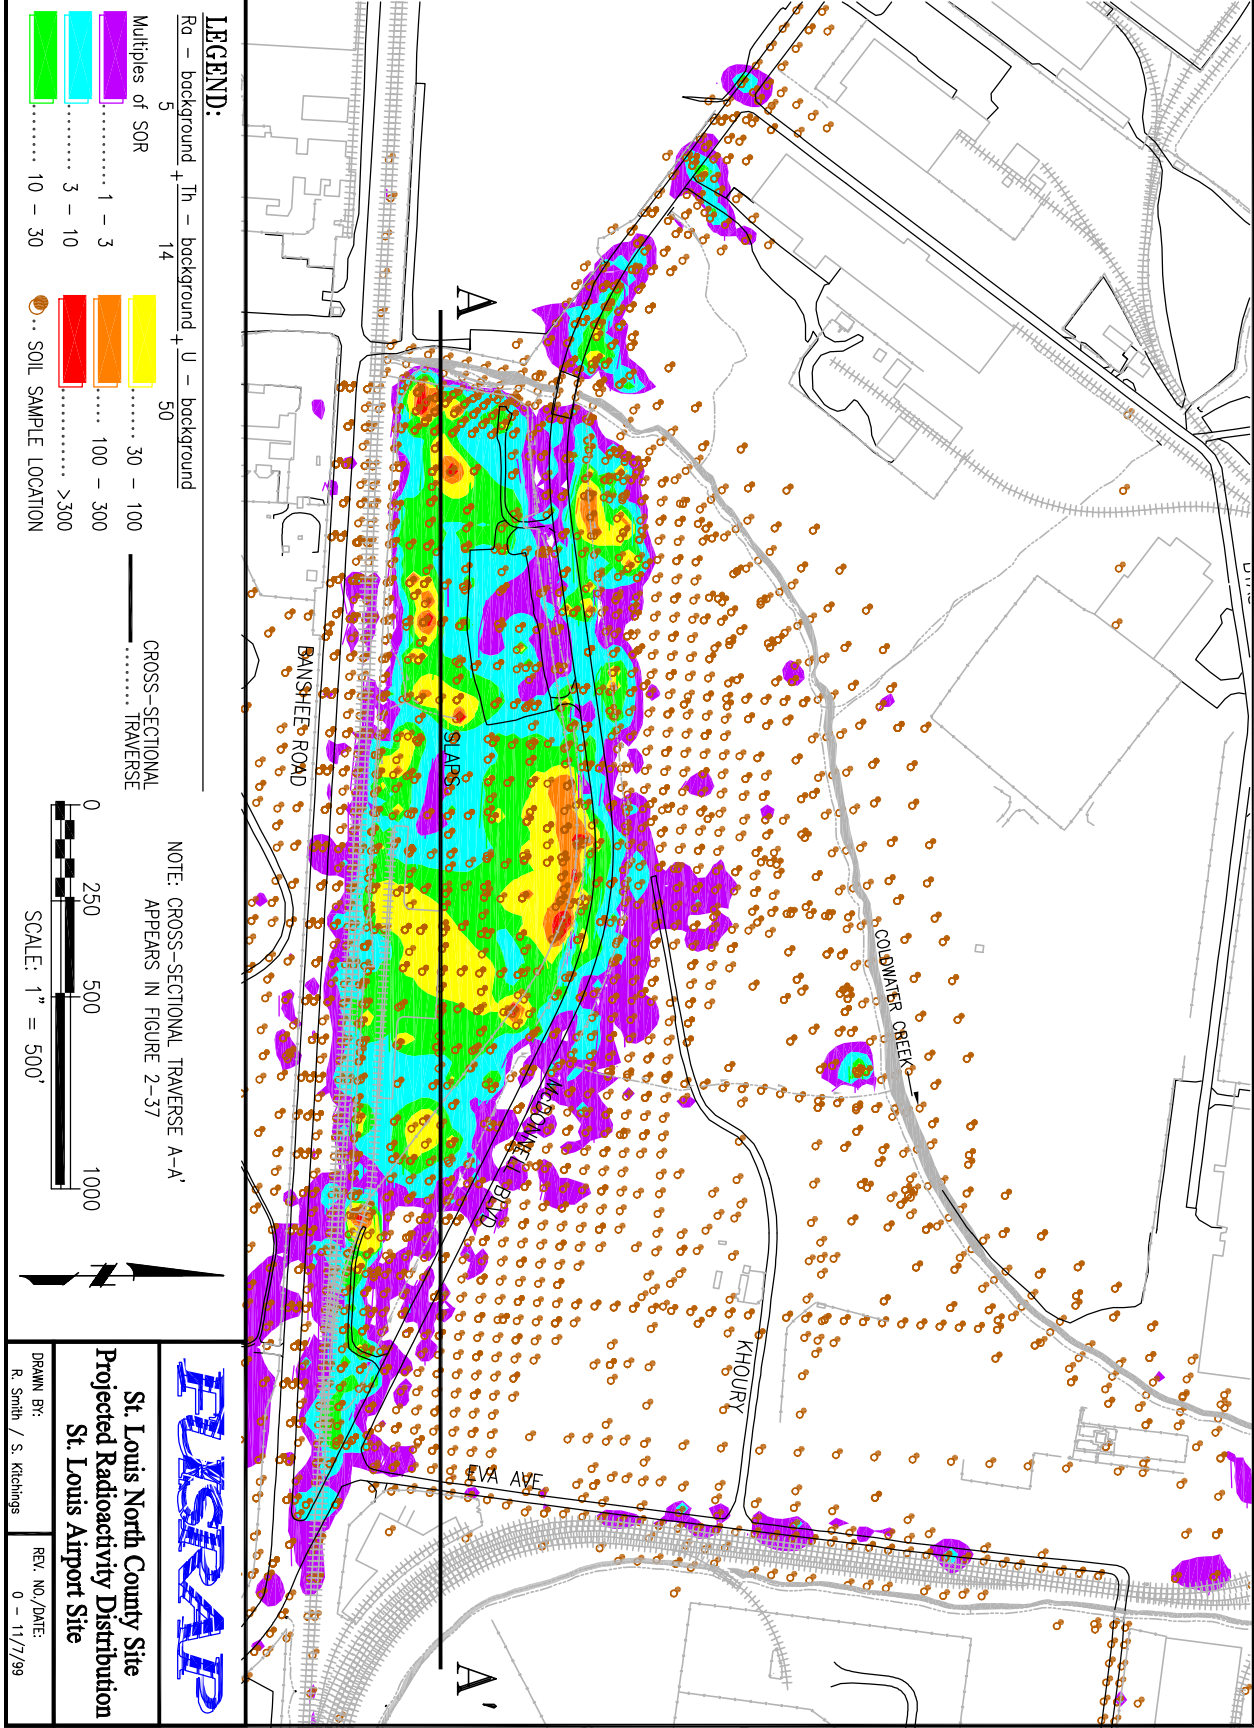 A
A'
BANSHEE ROAD
SLAPS
COLDWATER CREEK
MCDONNELL BLVD
KHOURY
EVA AVE
LEGEND:
Ra - background + Th - background + U - background
5 14 50
Multiples of SOR
1 - 3
3 - 10
10 - 30
30 - 100
100 - 300
>300
SOIL SAMPLE LOCATION
CROSS-SECTIONAL
TRAVERSE
NOTE: CROSS-SECTIONAL TRAVERSE A-A'
APPEARS IN FIGURE 2-37
0 250 500 1000
SCALE: 1" = 500'
N
FUSRAP
St. Louis North County Site
Projected Radioactivity Distribution
St. Louis Airport Site
DRAWN BY:
R. Smith / S. Kitchings
REV. NO./DATE:
0 - 11/7/99